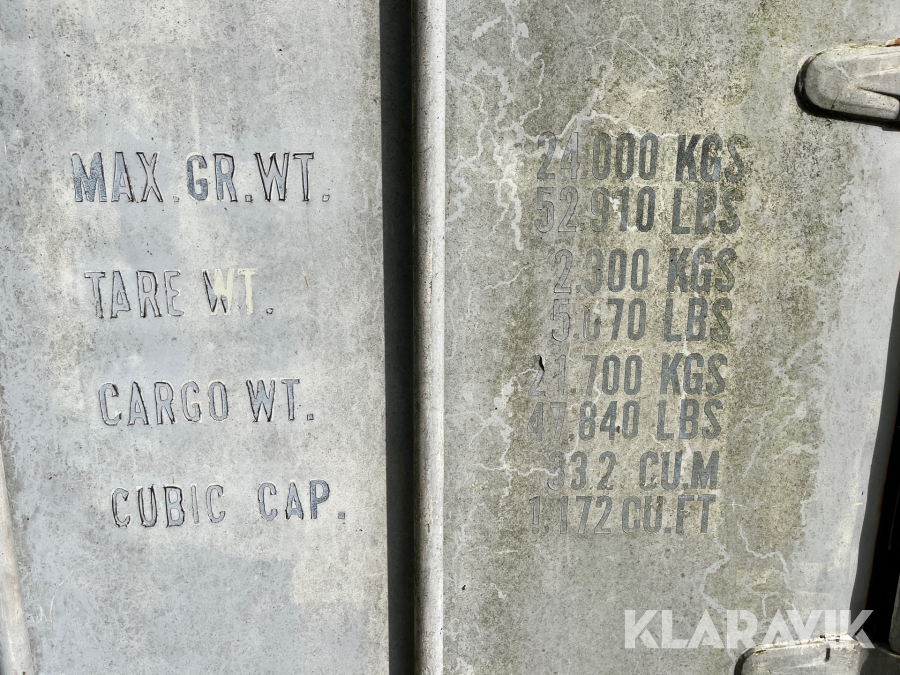 MAX.GR.WT.
24.000 KGS
52.910 LBS
TARE WT.
2.300 KGS
5.070 LBS
CARGO WT.
21.700 KGS
47.840 LBS
CUBIC CAP.
33.2 CU.M
1.172 CU.FT
KLARAVIK